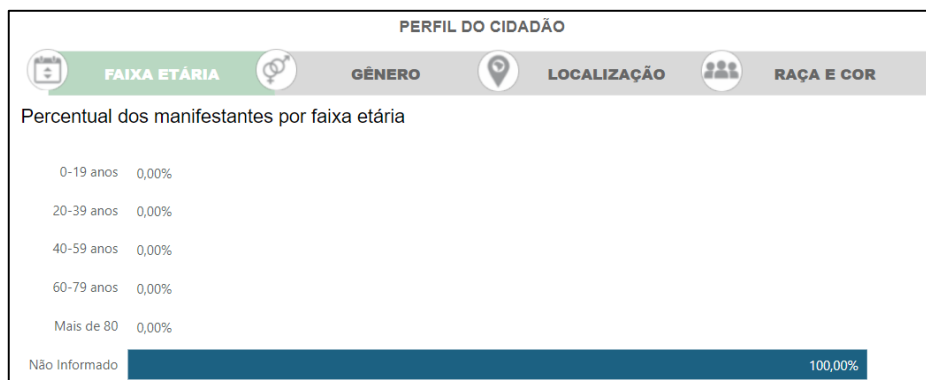 PERFIL DO CIDADÃO
FAIXA ETÁRIA GÊNERO LOCALIZAÇÃO RAÇA E COR
Percentual dos manifestantes por faixa etária
0-19 anos 0,00%
20-39 anos 0,00%
40-59 anos 0,00%
60-79 anos 0,00%
Mais de 80 0,00%
Não Informado 100,00%